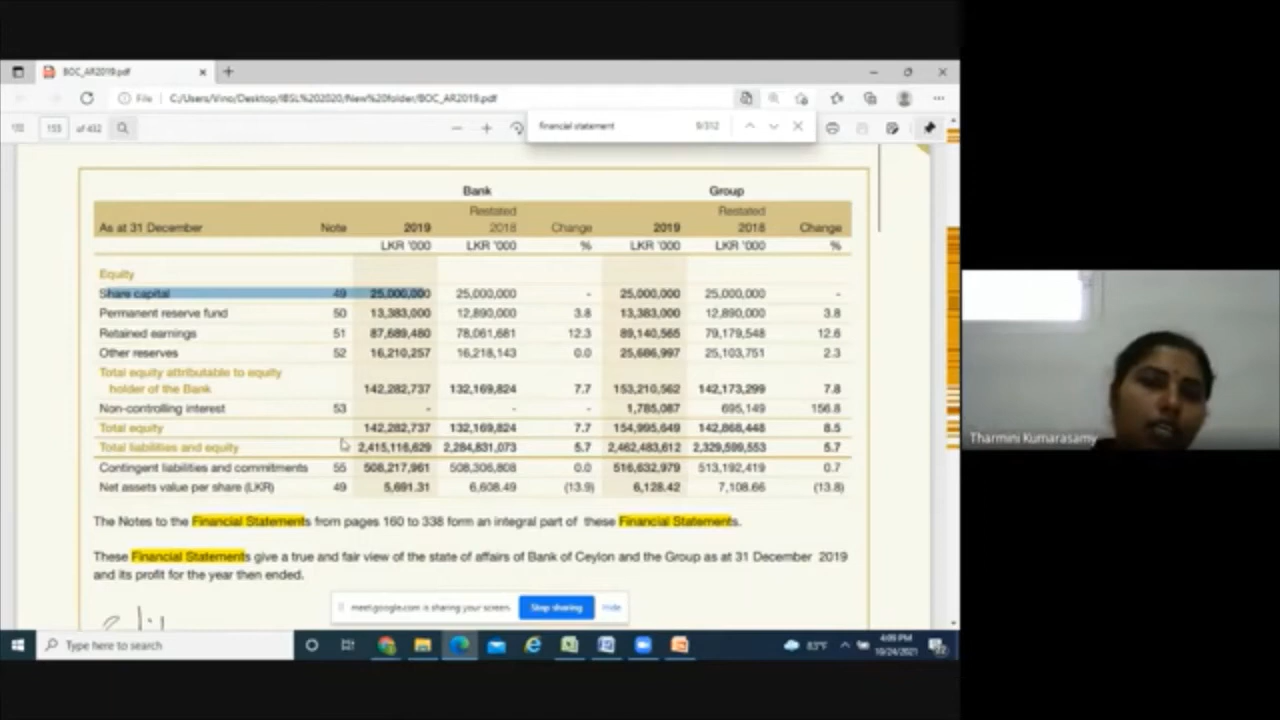 BOC_AR2019.pdf
File C:/Users/Vino/Desktop/IBSL%202020/New%20folder/BOC_AR2019.pdf
155 of 432
financial statement 9/312
Bank Group
Restated Restated
As at 31 December Note 2019 2018 Change 2019 2018 Change
LKR '000 LKR '000 % LKR '000 LKR '000 %
Equity
Share capital 49 25,000,000 25,000,000 - 25,000,000 25,000,000 -
Permanent reserve fund 50 13,383,000 12,890,000 3.8 13,383,000 12,890,000 3.8
Retained earnings 51 87,689,480 78,061,681 12.3 89,140,565 79,179,548 12.6
Other reserves 52 16,210,257 16,218,143 0.0 25,686,997 25,103,751 2.3
Total equity attributable to equity
holder of the Bank 142,282,737 132,169,824 7.7 153,210,562 142,173,299 7.8
Non-controlling interest 53 - - - 1,785,087 695,149 156.8
Total equity 142,282,737 132,169,824 7.7 154,995,649 142,868,448 8.5
Total liabilities and equity 2,415,116,629 2,284,831,073 5.7 2,462,483,612 2,329,599,553 5.7
Contingent liabilities and commitments 55 508,217,961 508,306,808 0.0 516,632,979 513,192,419 0.7
Net assets value per share (LKR) 49 5,691.31 6,608.49 (13.9) 6,128.42 7,108.66 (13.8)
The Notes to the Financial Statements from pages 160 to 338 form an integral part of these Financial Statements.
These Financial Statements give a true and fair view of the state of affairs of Bank of Ceylon and the Group as at 31 December 2019
and its profit for the year then ended.
meet.google.com is sharing your screen. Stop sharing Hide
Type here to search
83°F
4:05 PM
10/24/2021
Tharmini Kumarasamy